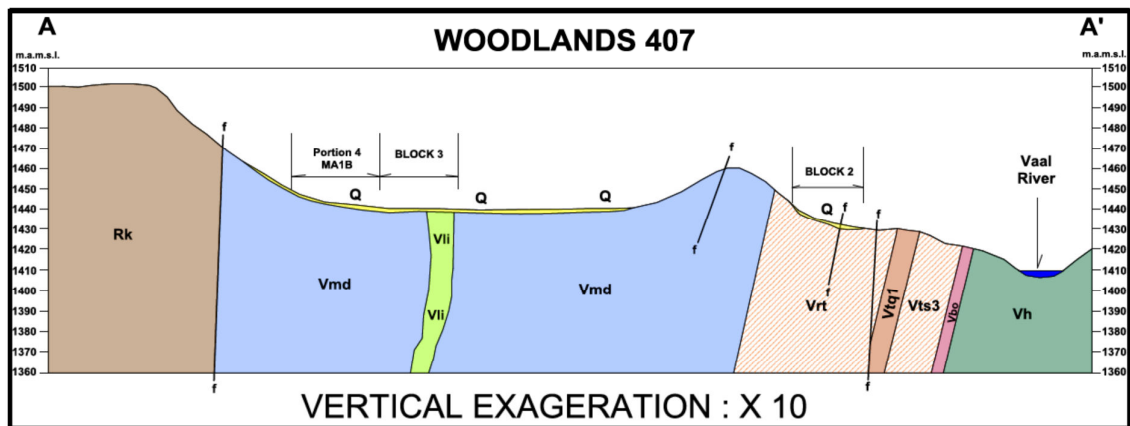 A
A'
m.a.m.s.l.
WOODLANDS 407
m.a.m.s.l.
1510
1500
1490
1480
1470
1460
1450
1440
1430
1420
1410
1400
1390
1380
1370
1360
1510
1500
1490
1480
1470
1460
1450
1440
1430
1420
1410
1400
1390
1380
1370
1360
f
Portion 4
MA1B
BLOCK 3
f
BLOCK 2
Vaal
River
Q
Q
Q
Q
f
f
Rk
Vli
f
Vmd
Vli
Vmd
f
Vrt
Vtq1
Vts3
Vbo
Vh
f
f
VERTICAL EXAGERATION : X 10